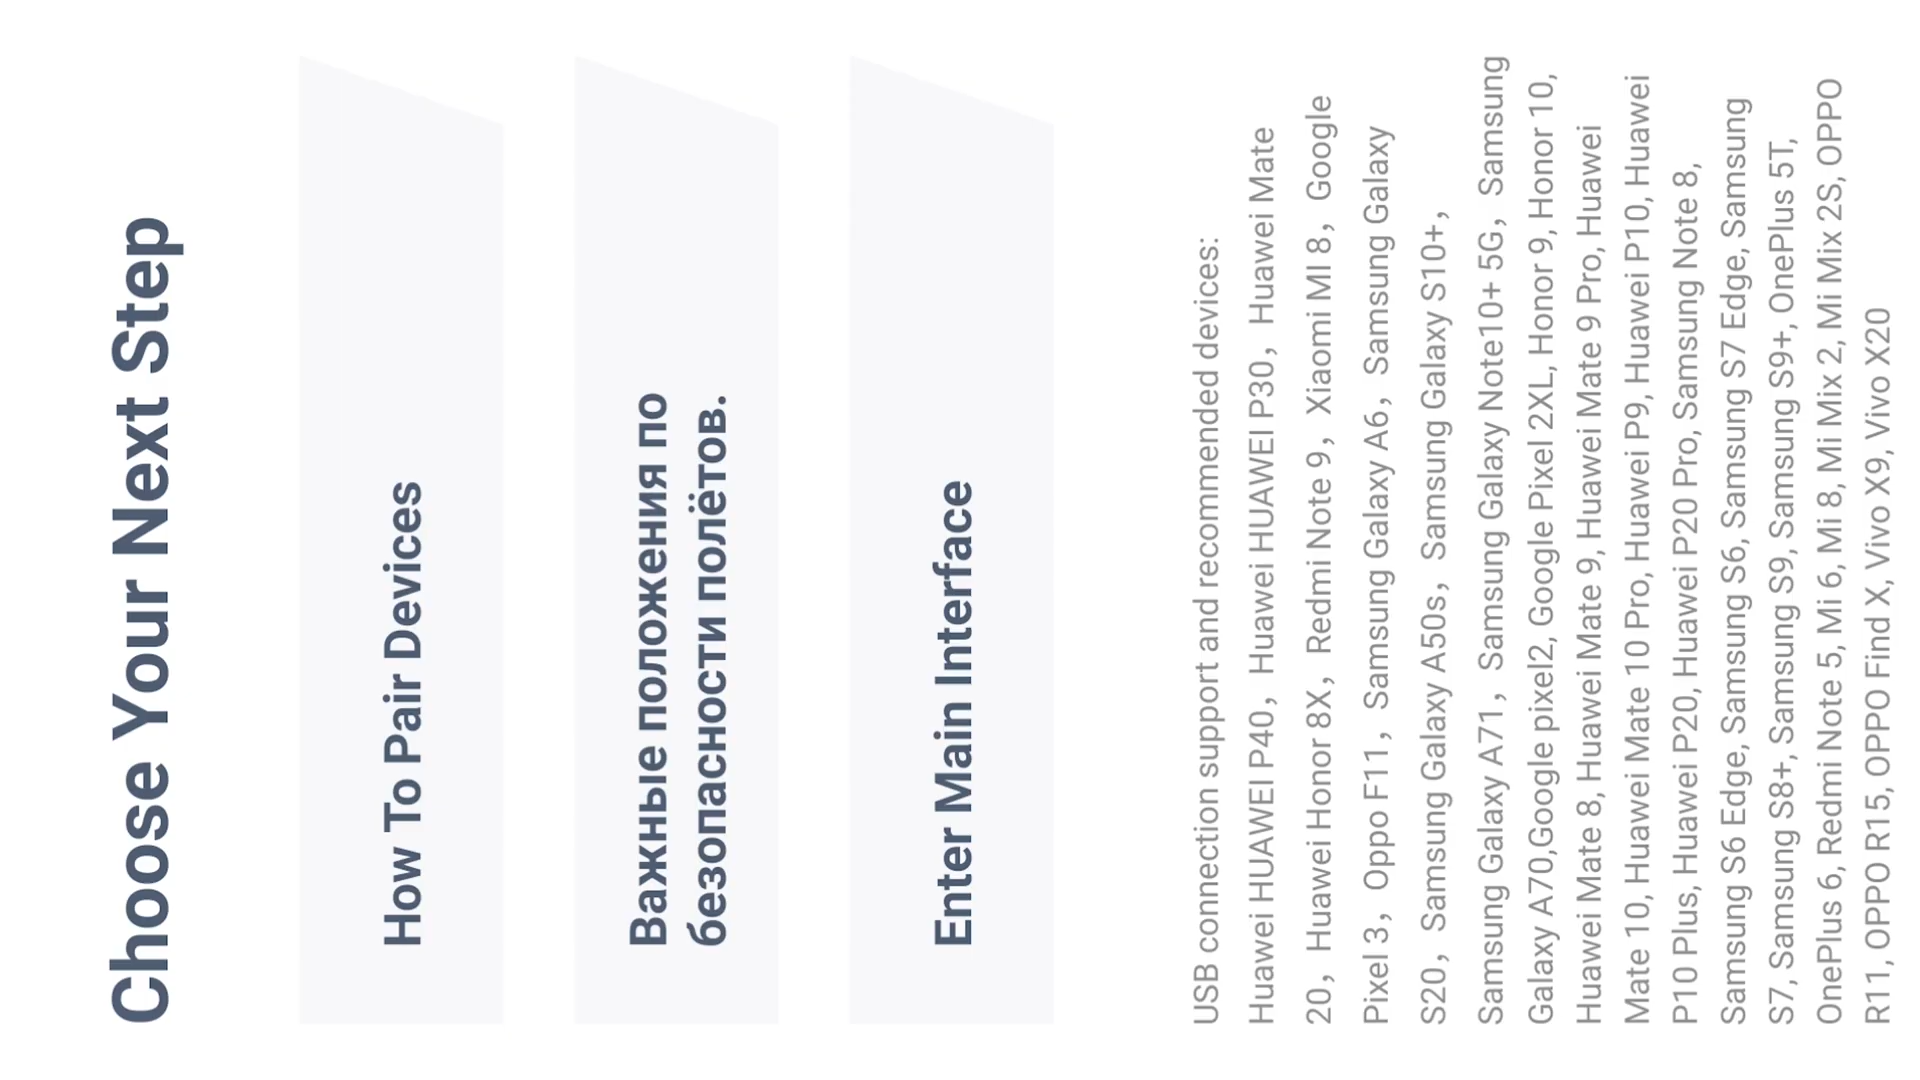 Choose Your Next Step
How To Pair Devices
Важные положения по
безопасности полётов.
Enter Main Interface
USB connection support and recommended devices:
Huawei HUAWEI P40，Huawei HUAWEI P30，Huawei Mate
20，Huawei Honor 8X，Redmi Note 9，Xiaomi MI 8，Google
Pixel 3，Oppo F11，Samsung Galaxy A6，Samsung Galaxy
S20，Samsung Galaxy A50s，Samsung Galaxy S10+，
Samsung Galaxy A71，Samsung Galaxy Note10+ 5G，Samsung
Galaxy A70,Google pixel2, Google Pixel 2XL, Honor 9, Honor 10,
Huawei Mate 8, Huawei Mate 9, Huawei Mate 9 Pro, Huawei
Mate 10, Huawei Mate 10 Pro, Huawei P9, Huawei P10, Huawei
P10 Plus, Huawei P20, Huawei P20 Pro, Samsung Note 8,
Samsung S6 Edge, Samsung S6, Samsung S7 Edge, Samsung
S7, Samsung S8+, Samsung S9, Samsung S9+, OnePlus 5T,
OnePlus 6, Redmi Note 5, Mi 6, Mi 8, Mi Mix 2, Mi Mix 2S, OPPO
R11, OPPO R15, OPPO Find X, Vivo X9, Vivo X20